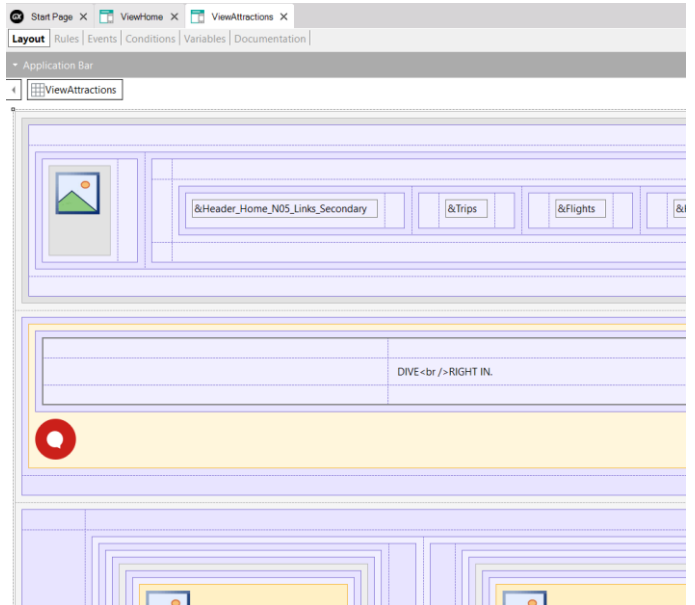 GX Start Page X ViewHome X ViewAttractions X
Layout Rules | Events | Conditions | Variables | Documentation |
Application Bar
ViewAttractions
&Header_Home_N05_Links_Secondary &Trips &Flights
DIVE<br />RIGHT IN.